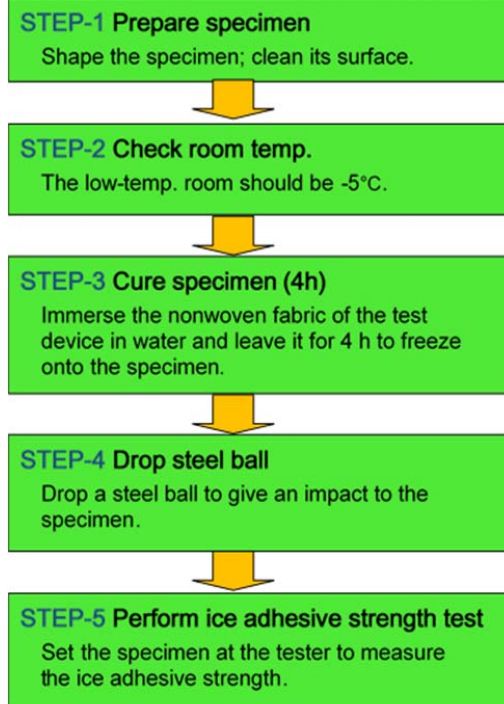 STEP-1 Prepare specimen
Shape the specimen; clean its surface.
STEP-2 Check room temp.
The low-temp. room should be -5°C.
STEP-3 Cure specimen (4h)
Immerse the nonwoven fabric of the test
device in water and leave it for 4 h to freeze
onto the specimen.
STEP-4 Drop steel ball
Drop a steel ball to give an impact to the
specimen.
STEP-5 Perform ice adhesive strength test
Set the specimen at the tester to measure
the ice adhesive strength.